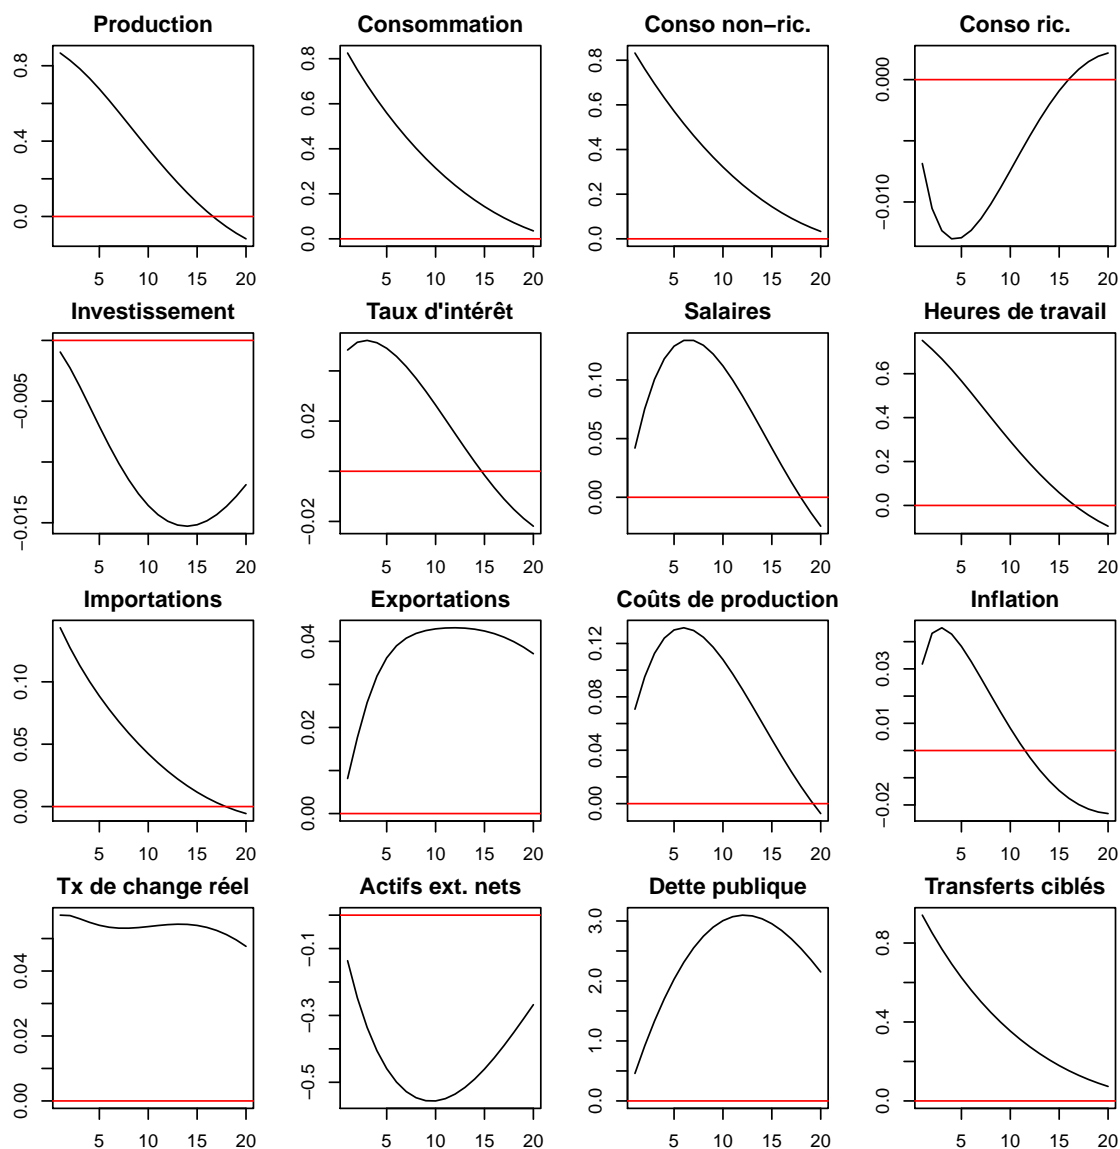 Production
0.0 0.4 0.8
5 10 15 20
Consommation
0.0 0.2 0.4 0.6 0.8
5 10 15 20
Conso non−ric.
0.0 0.2 0.4 0.6 0.8
5 10 15 20
Conso ric.
−0.010 0.000
5 10 15 20
Investissement
−0.015 −0.005
5 10 15 20
Taux d'intérêt
−0.02 0.02
5 10 15 20
Salaires
0.00 0.05 0.10
5 10 15 20
Heures de travail
0.0 0.2 0.4 0.6
5 10 15 20
Importations
0.00 0.05 0.10
5 10 15 20
Exportations
0.00 0.02 0.04
5 10 15 20
Coûts de production
0.00 0.04 0.08 0.12
5 10 15 20
Inflation
−0.02 0.01 0.03
5 10 15 20
Tx de change réel
0.00 0.02 0.04
5 10 15 20
Actifs ext. nets
−0.5 −0.3 −0.1
5 10 15 20
Dette publique
0.0 1.0 2.0 3.0
5 10 15 20
Transferts ciblés
0.0 0.4 0.8
5 10 15 20